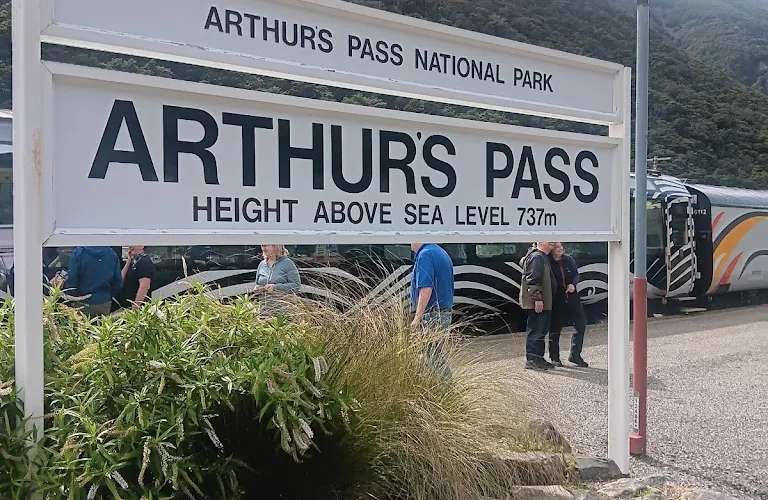 ARTHUR'S PASS NATIONAL PARK
ARTHUR'S PASS
HEIGHT ABOVE SEA LEVEL 737m